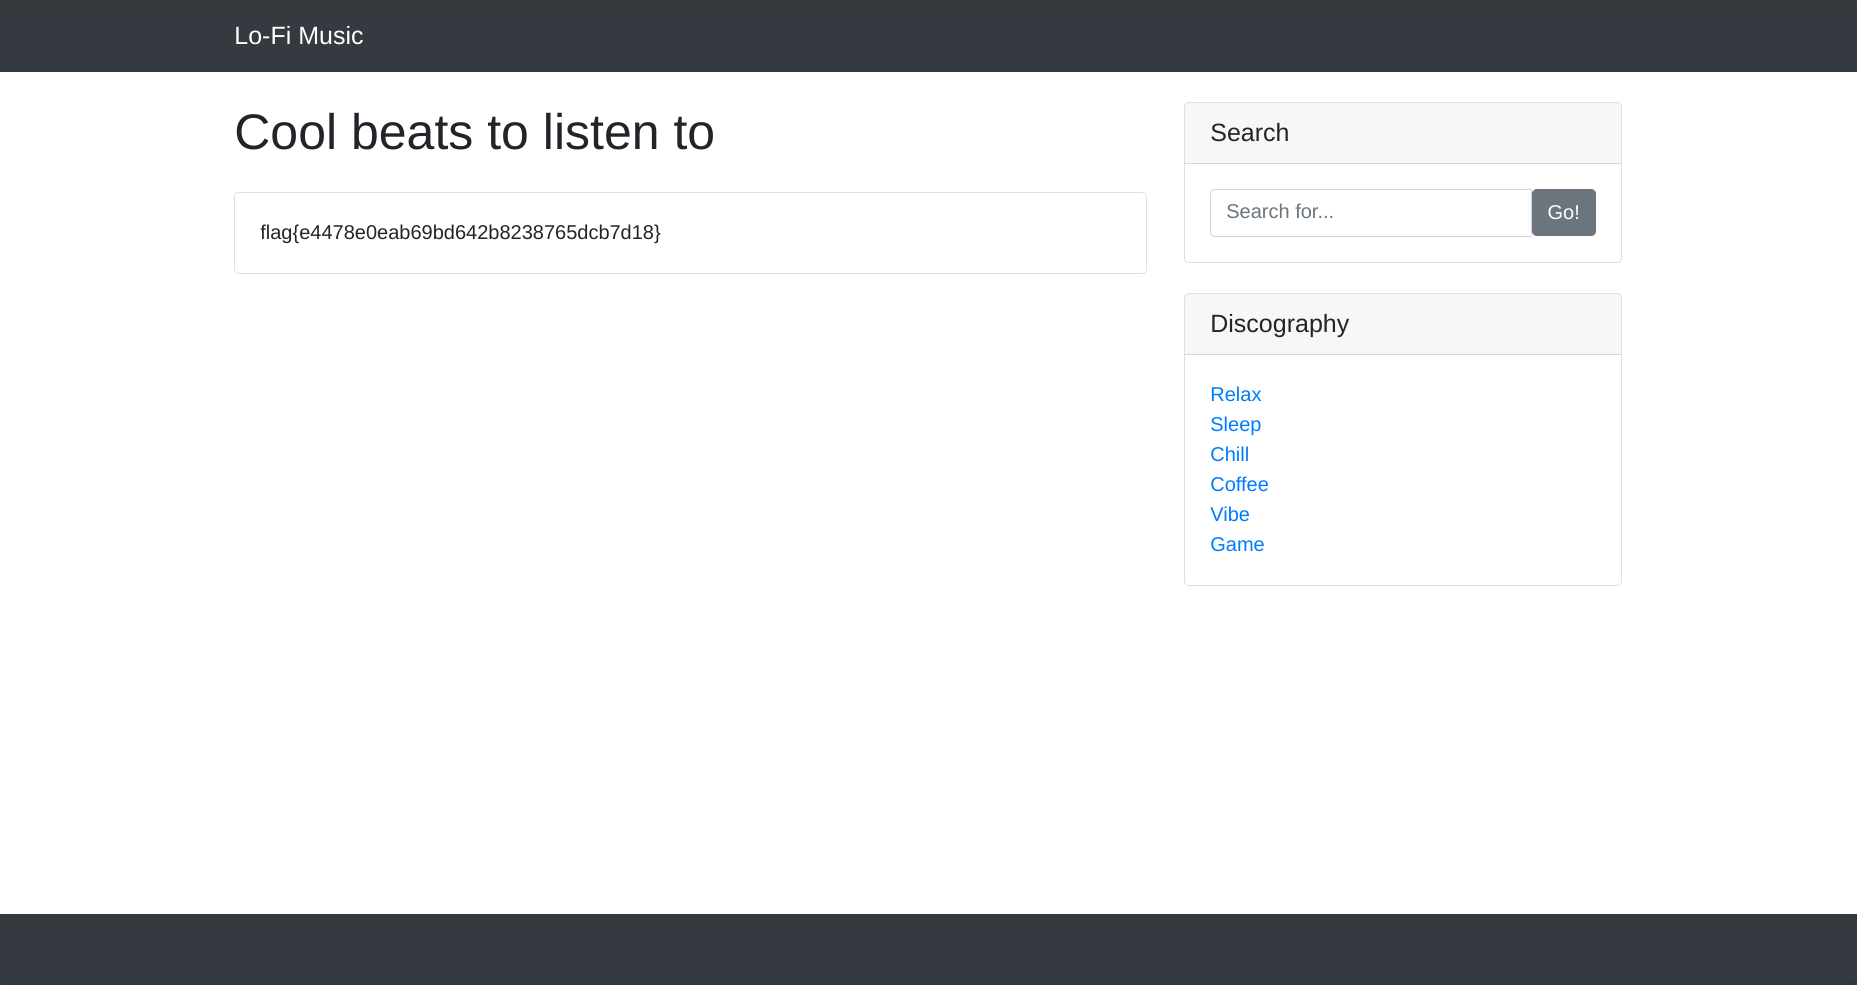 Lo-Fi Music
Cool beats to listen to
flag{e4478e0eab69bd642b8238765dcb7d18}
Search
Search for...
Go!
Discography
Relax
Sleep
Chill
Coffee
Vibe
Game